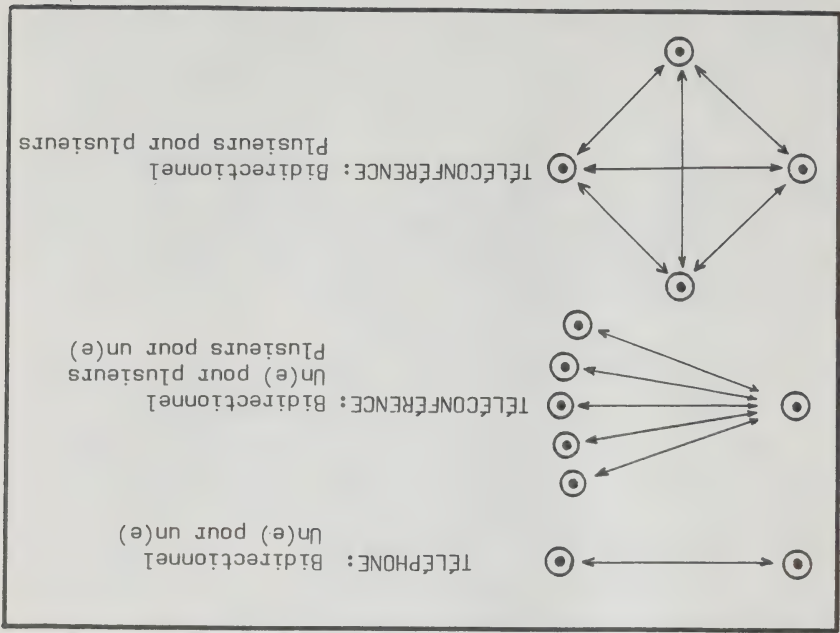 TÉLÉPHONE: Bidirectionnel
Un(e) pour un(e)
TÉLÉCONFÉRENCE: Bidirectionnel
Un(e) pour plusieurs
Plusieurs pour un(e)
TÉLÉCONFÉRENCE: Bidirectionnel
Plusieurs pour plusieurs